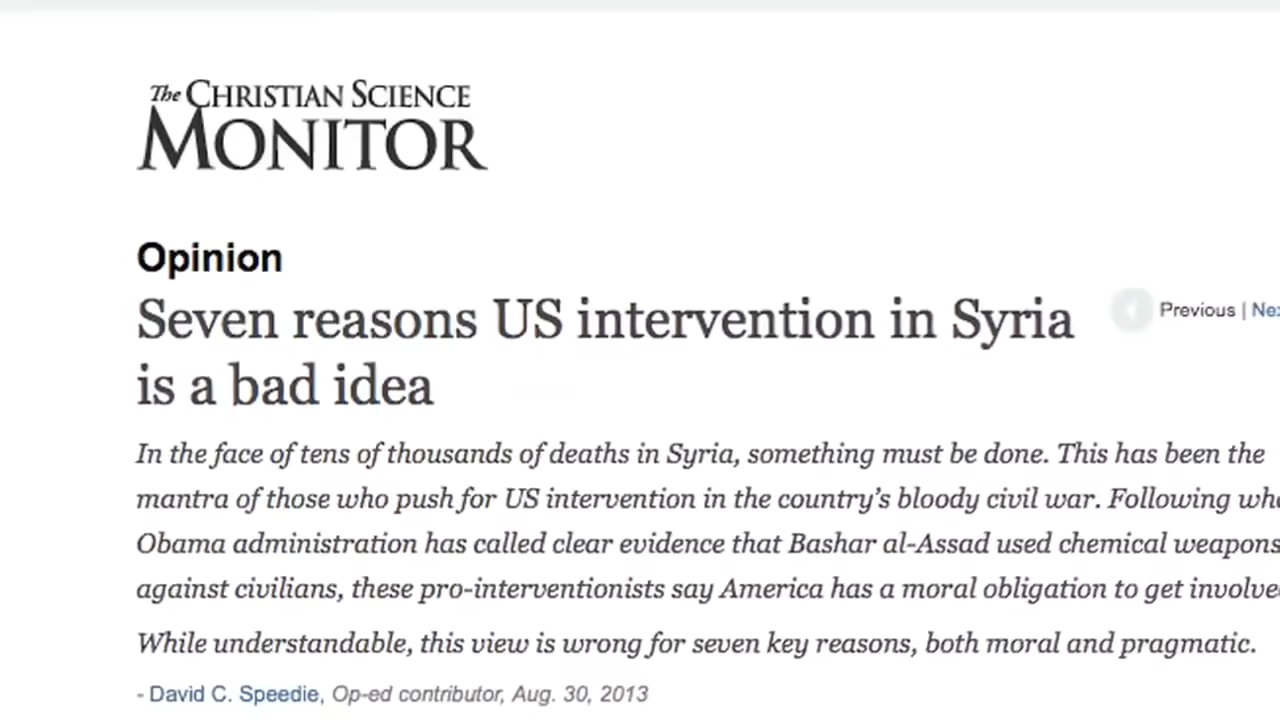 The CHRISTIAN SCIENCE
MONITOR
Opinion
Seven reasons US intervention in Syria
Previous |
is a bad idea
In the face of tens of thousands of deaths in Syria, something must be done. This has been the
mantra of those who push for US intervention in the country's bloody civil war. Following
Obama administration has called clear evidence that Bashar al-Assad used chemical weapons
against civilians, these pro-interventionists say America has a moral obligation to get
While understandable, this view is wrong for seven key reasons, both moral and pragmatic.
- David C. Speedie, Op-ed contributor, Aug. 30, 2013